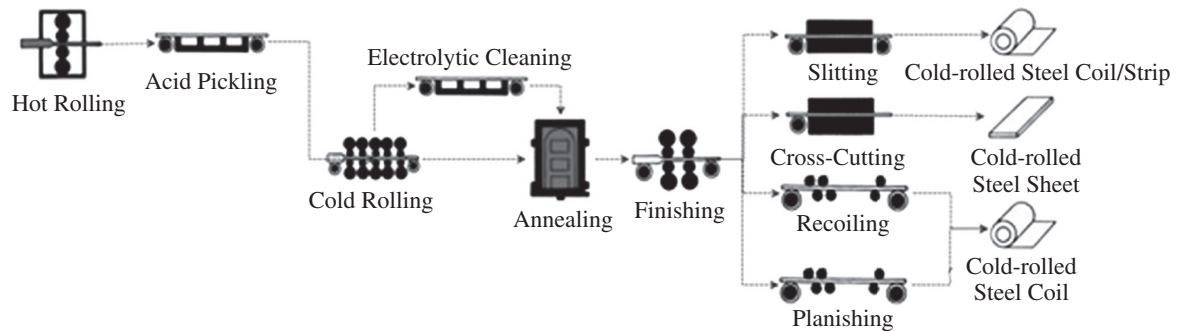 Hot Rolling
Acid Pickling
Electrolytic Cleaning
Cold Rolling
Annealing
Finishing
Slitting
Cold-rolled Steel Coil/Strip
Cross-Cutting
Cold-rolled
Steel Sheet
Recoiling
Cold-rolled
Steel Coil
Planishing